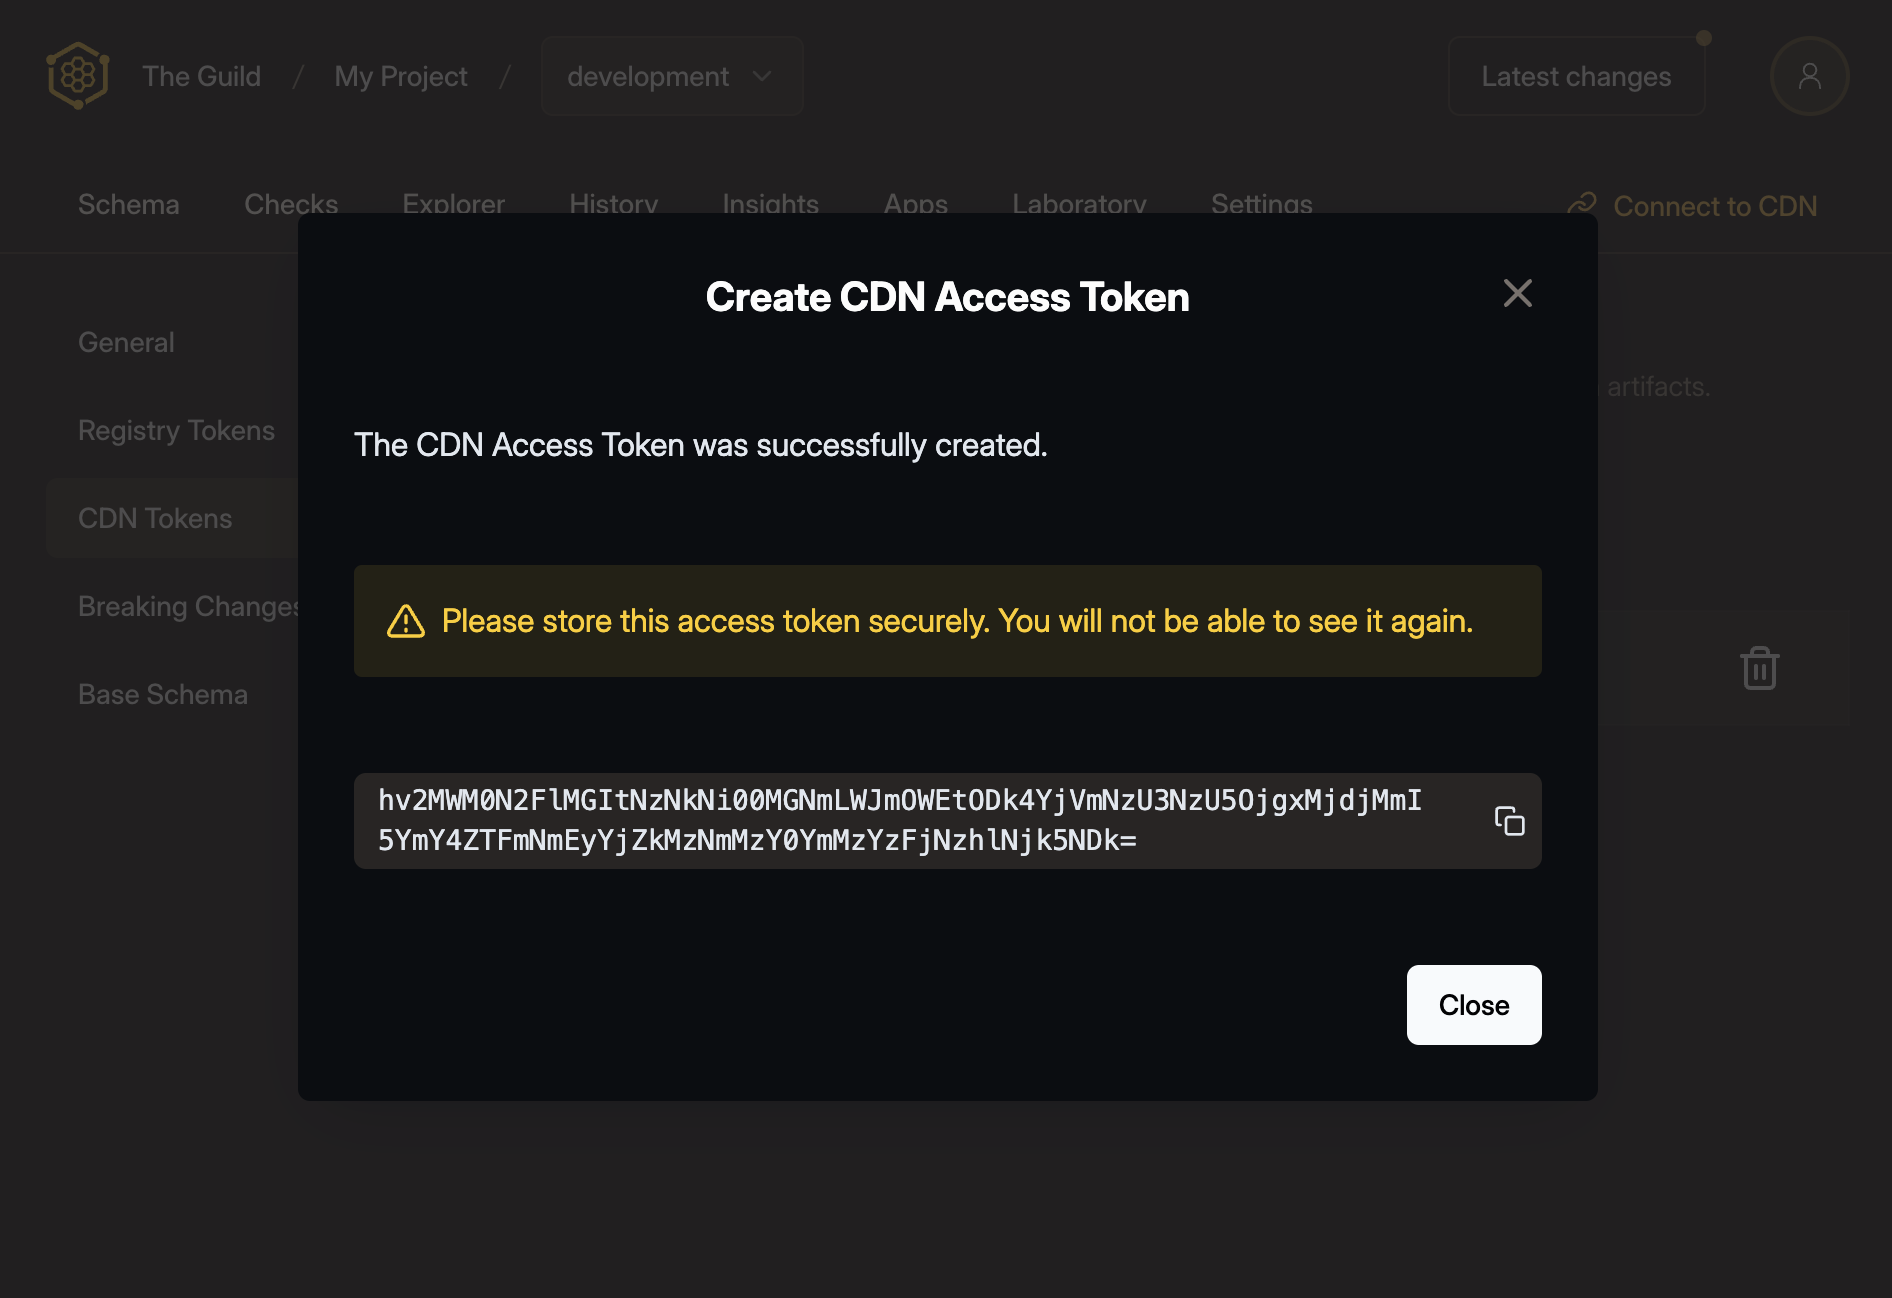 The Guild / My Project / development
Latest changes
Schema Checks Explorer History Insights Apps Laboratory Settings
Connect to CDN
Create CDN Access Token
General
artifacts.
Registry Tokens
The CDN Access Token was successfully created.
CDN Tokens
Breaking Changes
Please store this access token securely. You will not be able to see it again.
Base Schema
hv2MWM0N2FlMGItNzNkNi00MGNmLWJmOWEtODk4YjVmNzU3NzU5OjgxMjdjMmI
5YmY4ZTFmNmEyYjZkMzNmMzY0YmMzYzFjNzhlNjk5NDk=
Close